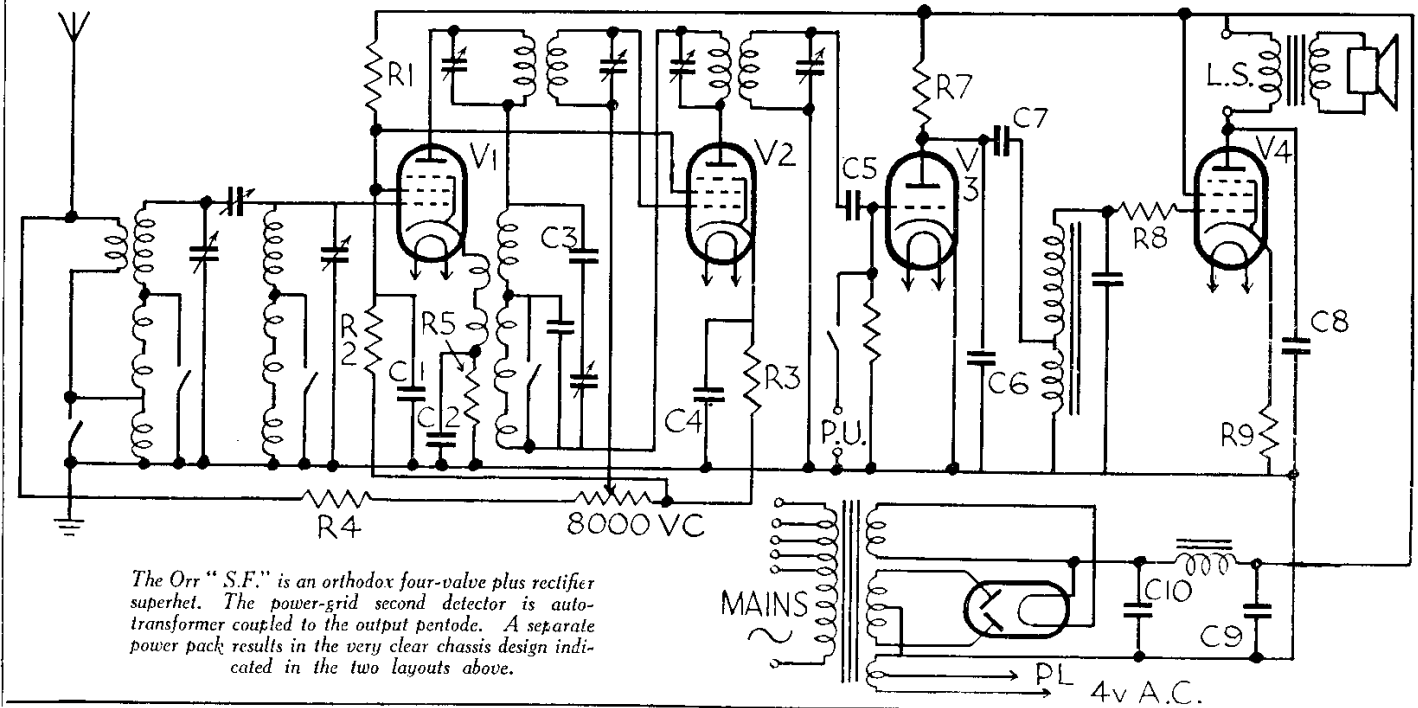 R1
V1
V2
R7
C7
L.S.
V4
C5
V
3
C3
R8
R
2
R5
C1
C2
C4
R3
C6
C8
P.U.
R9
R4
8000 VC
MAINS
C10
C9
PL
4v A.C.
The Orr "S.F." is an orthodox four-valve plus rectifier
superhet. The power-grid second detector is auto-
transformer coupled to the output pentode. A separate
power pack results in the very clear chassis design indi-
cated in the two layouts above.